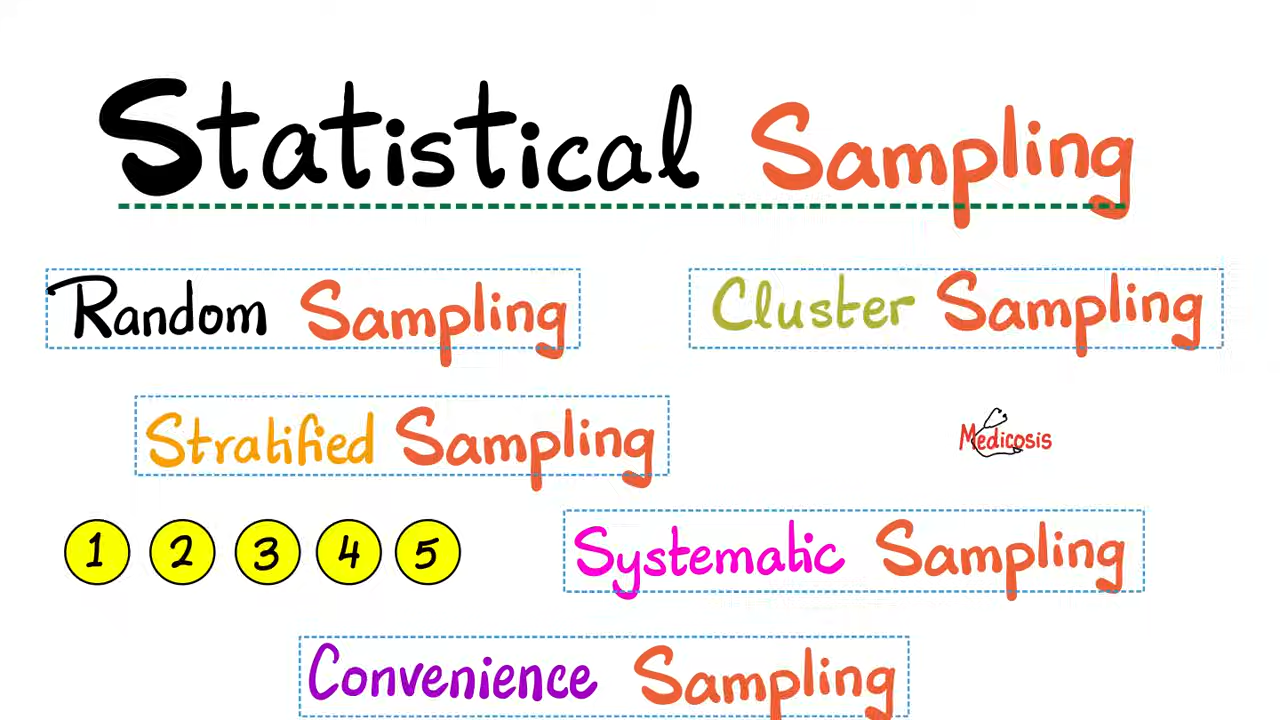 Statistical Sampling
Random Sampling
Cluster Sampling
Stratified Sampling
Medicosis
1 2 3 4 5
Systematic Sampling
Convenience Sampling